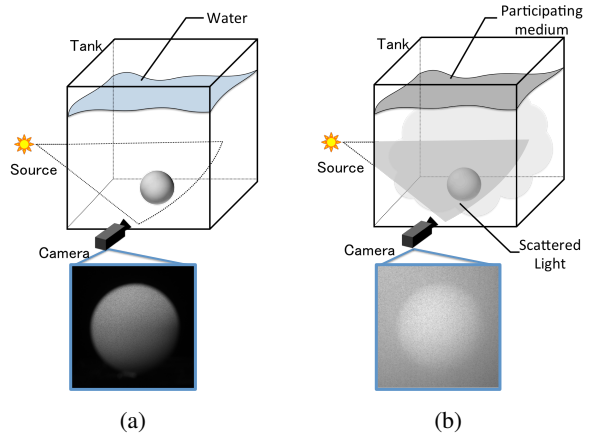 Water
Tank
Source
Camera
(a)
Participating
medium
Tank
Source
Camera
Scattered
Light
(b)